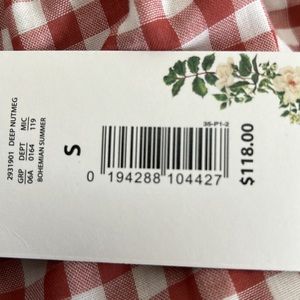 2931901 DEEP NUTMEG
GRP DEPT MIC
06A 0164 119
BOHEMIAN SUMMER
S
35-P1-2
0 194288 104427
$118.00